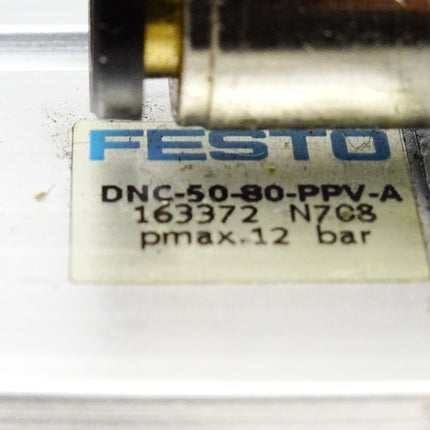 FESTO
DNC-50-80-PPV-A
163372 N7C8
pmax.12 bar